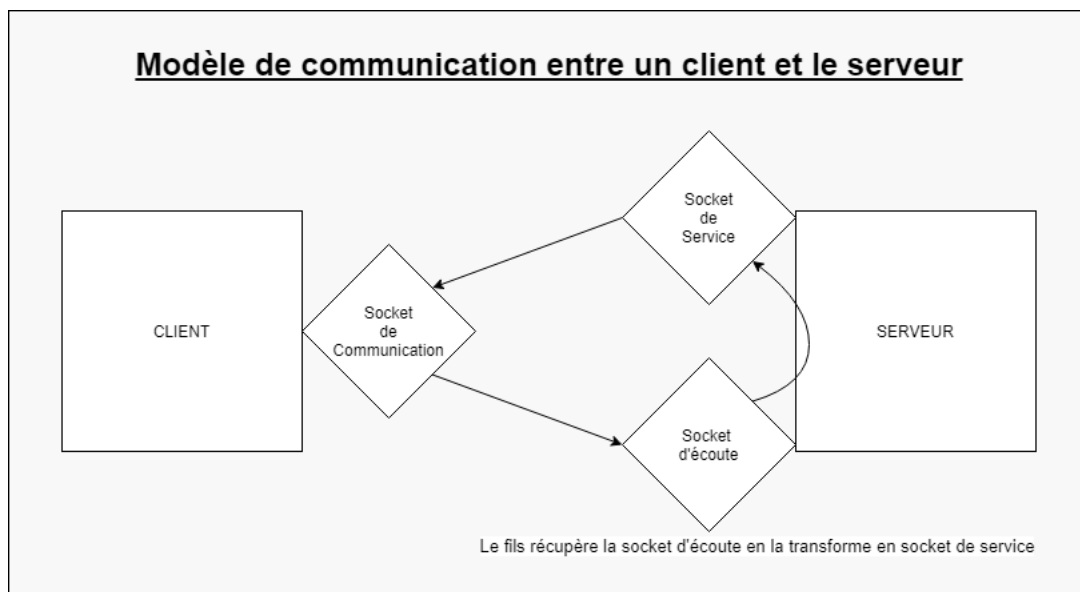 Modèle de communication entre un client et le serveur
Socket
de
Service
CLIENT
Socket
de
Communication
SERVEUR
Socket
d'écoute
Le fils récupère la socket d'écoute en la transforme en socket de service